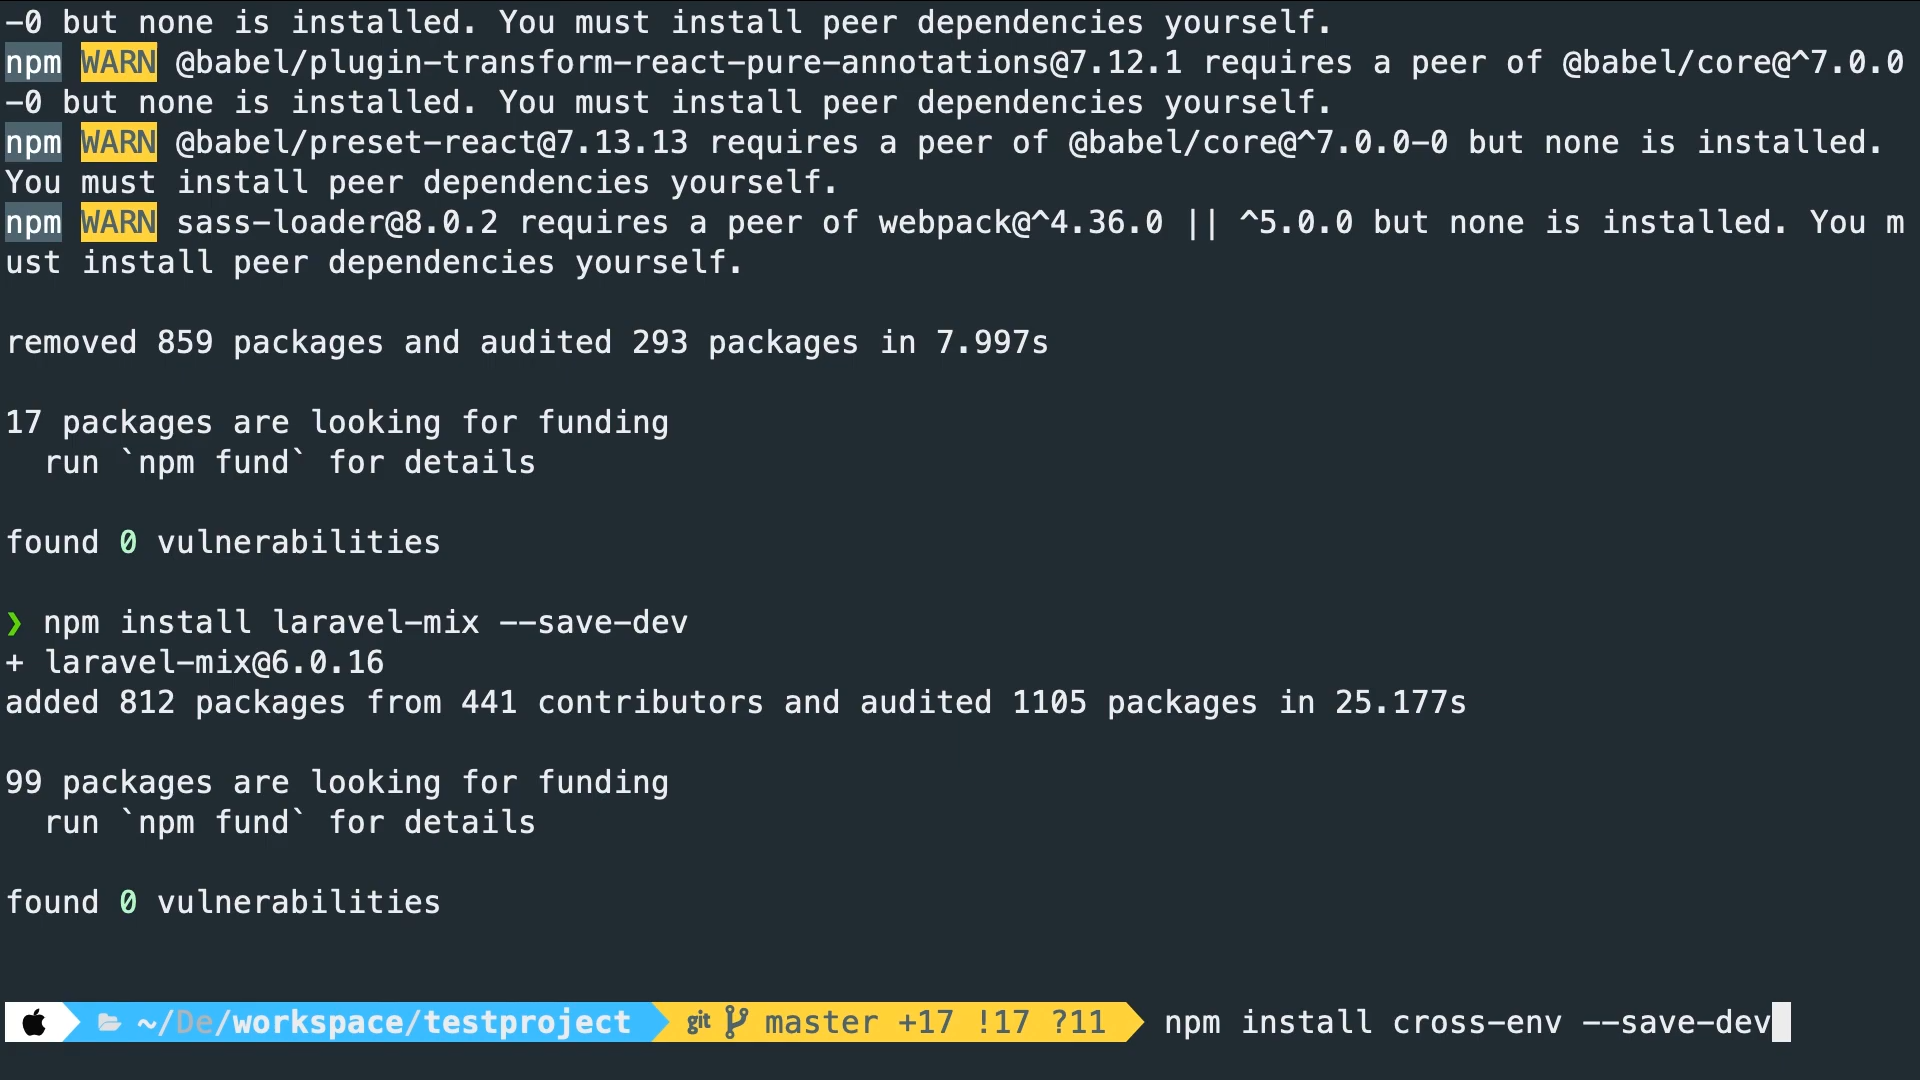 -0 but none is installed. You must install peer dependencies yourself.
npm WARN @babel/plugin-transform-react-pure-annotations@7.12.1 requires a peer of @babel/core@^7.0.0
-0 but none is installed. You must install peer dependencies yourself.
npm WARN @babel/preset-react@7.13.13 requires a peer of @babel/core@^7.0.0-0 but none is installed.
You must install peer dependencies yourself.
npm WARN sass-loader@8.0.2 requires a peer of webpack@^4.36.0 || ^5.0.0 but none is installed. You m
ust install peer dependencies yourself.
removed 859 packages and audited 293 packages in 7.997s
17 packages are looking for funding
  run `npm fund` for details
found 0 vulnerabilities
❯ npm install laravel-mix --save-dev
+ laravel-mix@6.0.16
added 812 packages from 441 contributors and audited 1105 packages in 25.177s
99 packages are looking for funding
  run `npm fund` for details
found 0 vulnerabilities
~/De/workspace/testproject git master +17 !17 ?11 npm install cross-env --save-dev